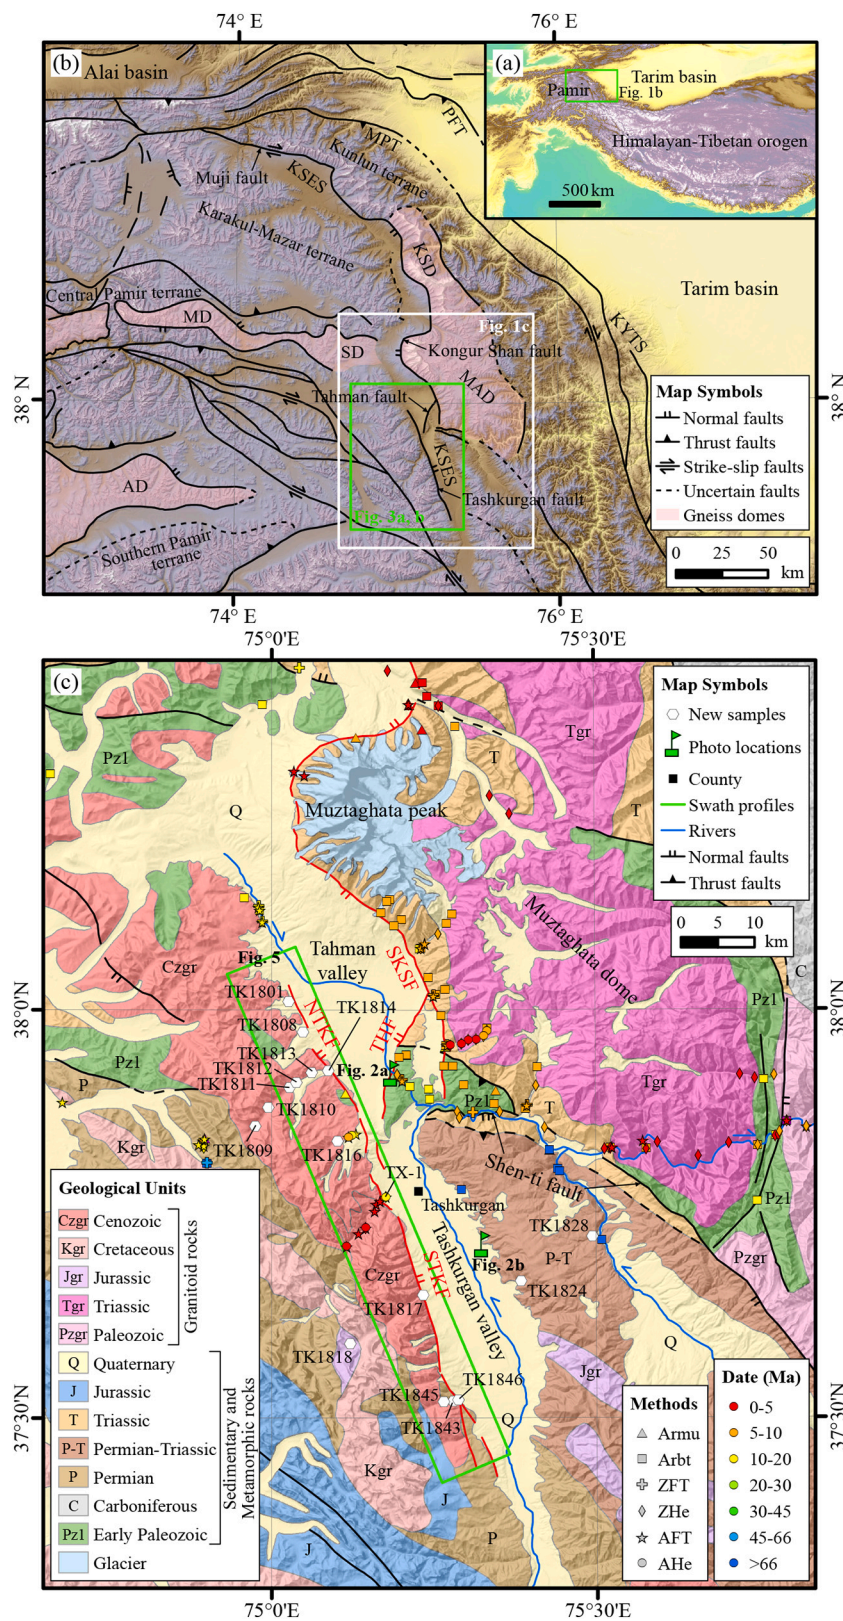 74° E
76° E
(b)
Alai basin
(a)
Tarim basin
Pamir
Fig. 1b
Himalayan-Tibetan orogen
500 km
PFT
MPT
Kunlun terrane
Muji fault
KSES
Karakul-Mazar terrane
KSD
Tarim basin
Central Pamir terrane
MD
KYTS
Fig. 1c
SD
Kongur Shan fault
38° N
38° N
MAD
Tahman fault
KSES
AD
Tashkurgan fault
Fig. 3a, b
Southern Pamir
terrane
Map Symbols
Normal faults
Thrust faults
Strike-slip faults
Uncertain faults
Gneiss domes
0 25 50
km
74° E
76° E
75°0'E
75°30'E
(c)
Map Symbols
New samples
Photo locations
County
Swath profiles
Rivers
Normal faults
Thrust faults
0 5 10
km
Tgr
Pz1
T
Q
Muztaghata peak
T
Muztaghata dome
Tahman
valley
SKSF
Czgr
Fig. 5
C
TK1801
NTKF
TK1814
Pz1
38°0'N
38°0'N
TK1808
THF
TK1813
Pz1
TK1812
Fig. 2a
Tgr
TK1811
P
TK1810
Pz1
T
Kgr
TK1809
TK1816
Shen-ti fault
TX-1
Pz1
Tashkurgan
TK1828
Pzgr
P-T
Fig. 2b
Czgr
STKF
Tashkurgan valley
TK1824
TK1817
Q
TK1818
Jgr
TK1846
TK1845
37°30'N
37°30'N
TK1843
Q
Kgr
J
P
J
Geological Units
Czgr Cenozoic
Kgr Cretaceous
Jgr Jurassic
Tgr Triassic
Pzgr Paleozoic
Granitoid rocks
Q Quaternary
J Jurassic
T Triassic
P-T Permian-Triassic
P Permian
C Carboniferous
Pz1 Early Paleozoic
Glacier
Sedimentary and
Metamorphic rocks
Methods
Armu
Arbt
ZFT
ZHe
AFT
AHe
Date (Ma)
0-5
5-10
10-20
20-30
30-45
45-66
>66
75°0'E
75°30'E